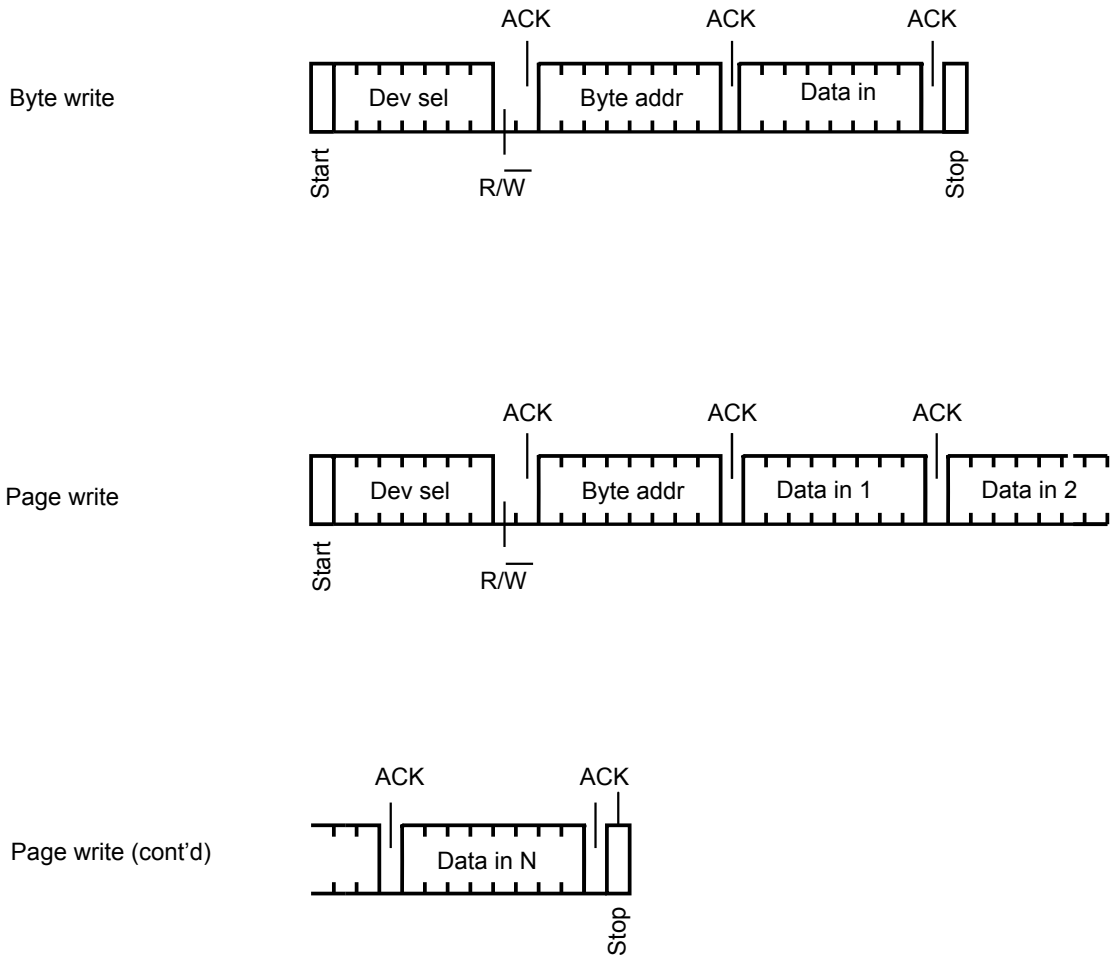 ACK ACK ACK
Byte write Dev sel Byte addr Data in
Start R/W̅ Stop
ACK ACK ACK
Page write Dev sel Byte addr Data in 1 Data in 2
Start R/W̅
ACK ACK
Page write (cont’d) Data in N
Stop